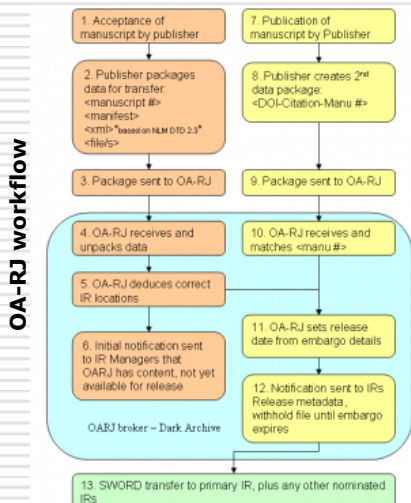 OA-RJ workflow
1. Acceptance of
manuscript by publisher
2. Publisher packages
data for transfer:
<manuscript #>
<manifest>
<xml>*based on NLM DTD 2.3*
<file/s>
3. Package sent to OA-RJ
4. OA-RJ receives and
unpacks data
5. OA-RJ deduces correct
IR locations
6. Initial notification sent
to IR Managers that
OARJ has content, not yet
available for release
OARJ broker – Dark Archive
7. Publication of
manuscript by Publisher
8. Publisher creates 2nd
data package:
<DOI-Citation-Manu #>
9. Package sent to OA-RJ
10. OA-RJ receives and
matches <manu #>
11. OA-RJ sets release
date from embargo details
12. Notification sent to IRs
Release metadata,
withhold file until embargo
expires
13. SWORD transfer to primary IR, plus any other nominated
IRs